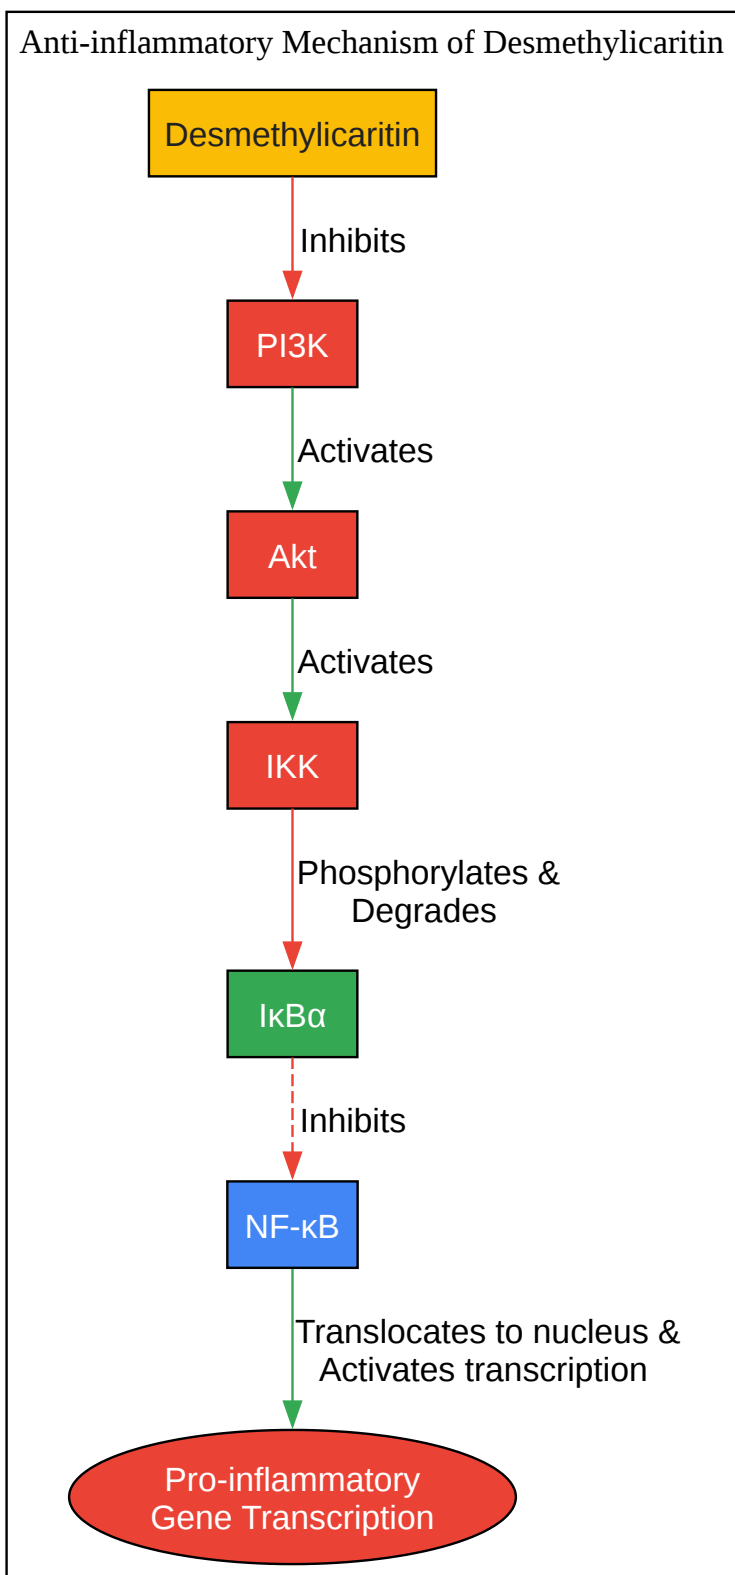 Anti-inflammatory Mechanism of Desmethylicaritin
Desmethylicaritin
Inhibits
PI3K
Activates
Akt
Activates
IKK
Phosphorylates &
Degrades
IκBα
Inhibits
NF-κB
Translocates to nucleus &
Activates transcription
Pro-inflammatory
Gene Transcription